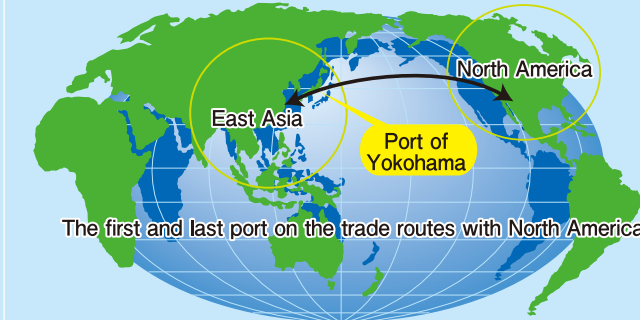 North America
East Asia
Port of
Yokohama
The first and last port on the trade routes with North America